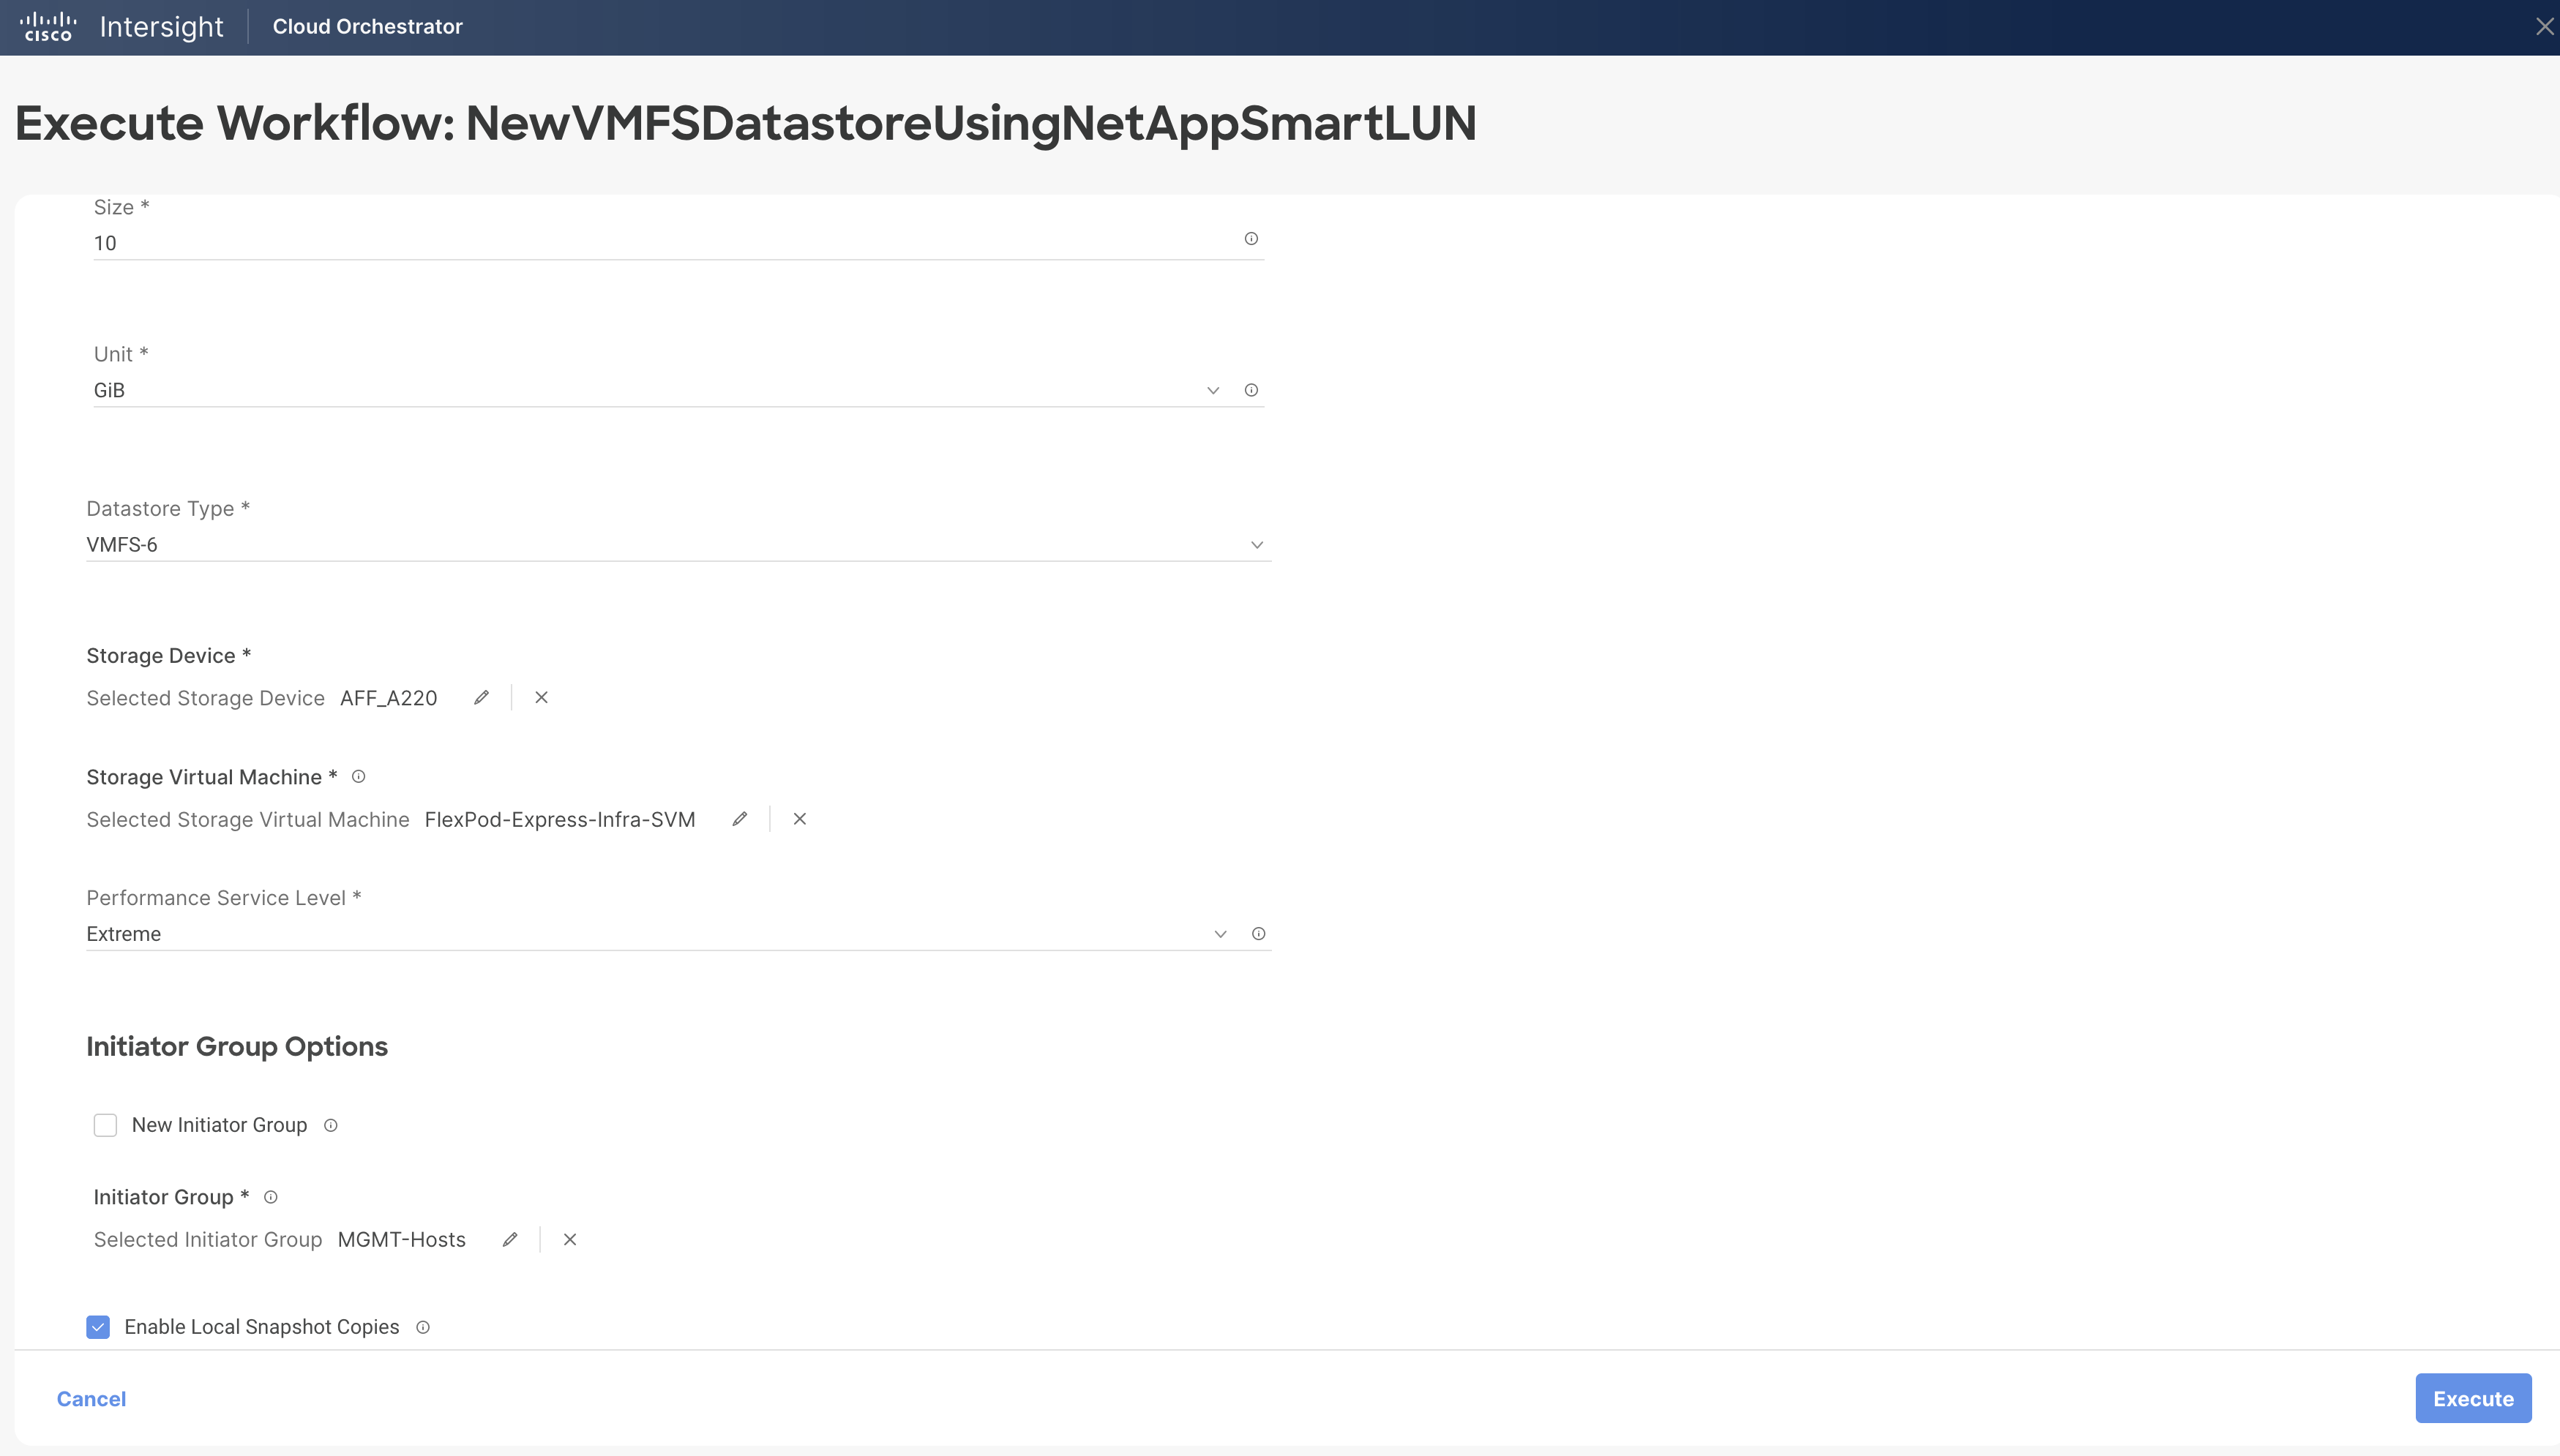 cisco Intersight Cloud Orchestrator
Execute Workflow: NewVMFSDatastoreUsingNetAppSmartLUN
Size *
10
Unit *
GiB
Datastore Type *
VMFS-6
Storage Device *
Selected Storage Device AFF_A220
Storage Virtual Machine *
Selected Storage Virtual Machine FlexPod-Express-Infra-SVM
Performance Service Level *
Extreme
Initiator Group Options
New Initiator Group
Initiator Group *
Selected Initiator Group MGMT-Hosts
Enable Local Snapshot Copies
Cancel Execute